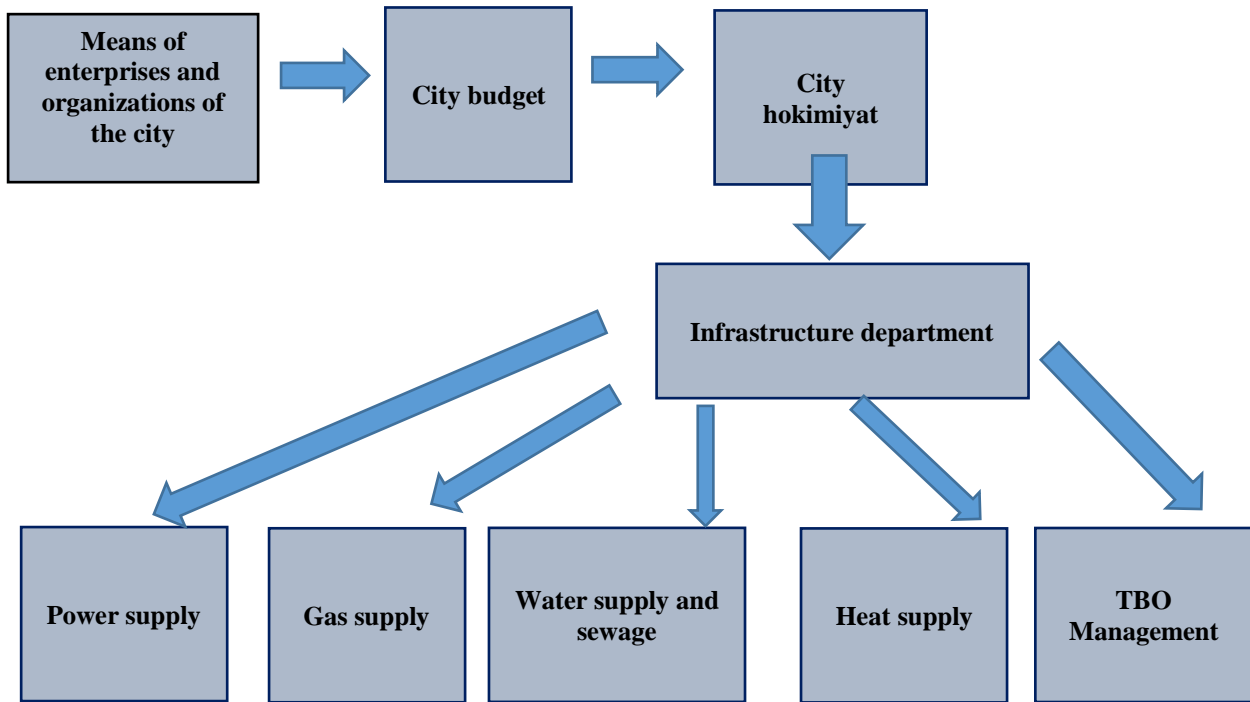 Means of
enterprises and
organizations of
the city
City budget
City
hokimiyat
Infrastructure department
Power supply
Gas supply
Water supply and
sewage
Heat supply
TBO
Management